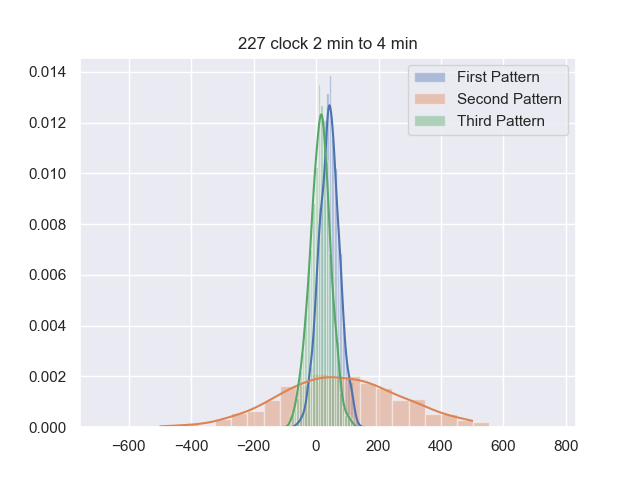 227 clock 2 min to 4 min
First Pattern
Second Pattern
Third Pattern
0.014
0.012
0.010
0.008
0.006
0.004
0.002
0.000
−600 −400 −200 0 200 400 600 800